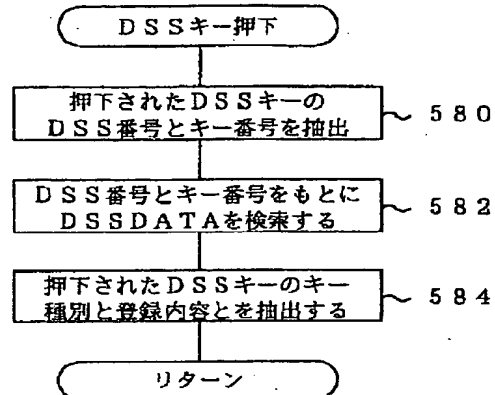 DSSキー押下
押下されたDSSキーの
DSS番号とキー番号を抽出
580
DSS番号とキー番号をもとに
DSSDATAを検索する
582
押下されたDSSキーのキー
種別と登録内容とを抽出する
584
リターン